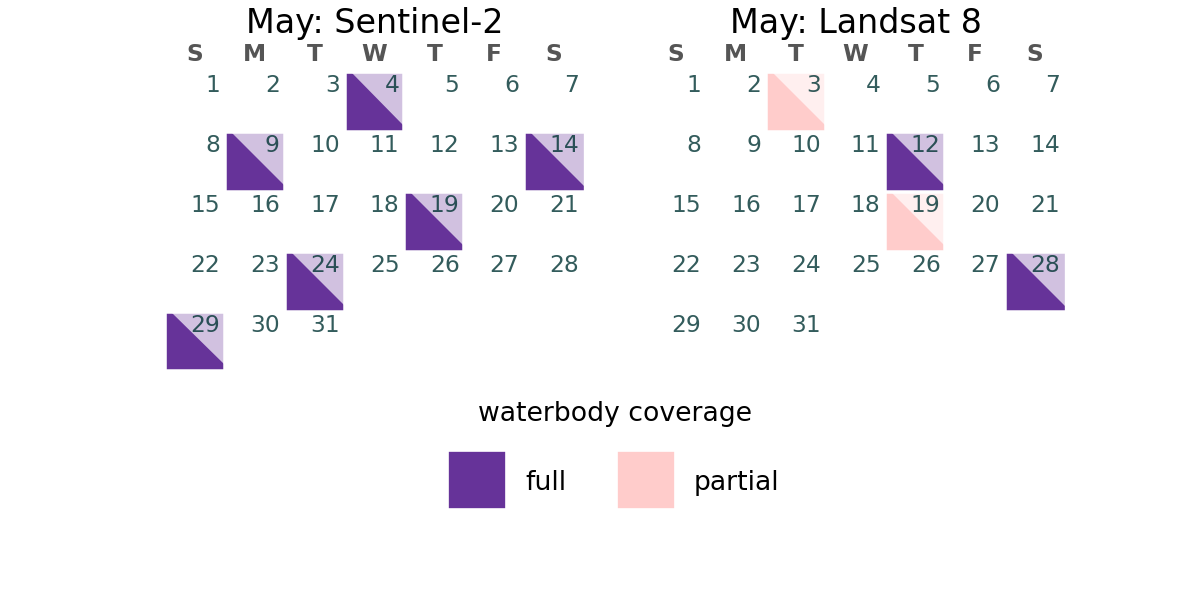 May: Sentinel-2
S M T W T F S
1 2 3 4 5 6 7
8 9 10 11 12 13 14
15 16 17 18 19 20 21
22 23 24 25 26 27 28
29 30 31
May: Landsat 8
S M T W T F S
1 2 3 4 5 6 7
8 9 10 11 12 13 14
15 16 17 18 19 20 21
22 23 24 25 26 27 28
29 30 31
waterbody coverage
full
partial